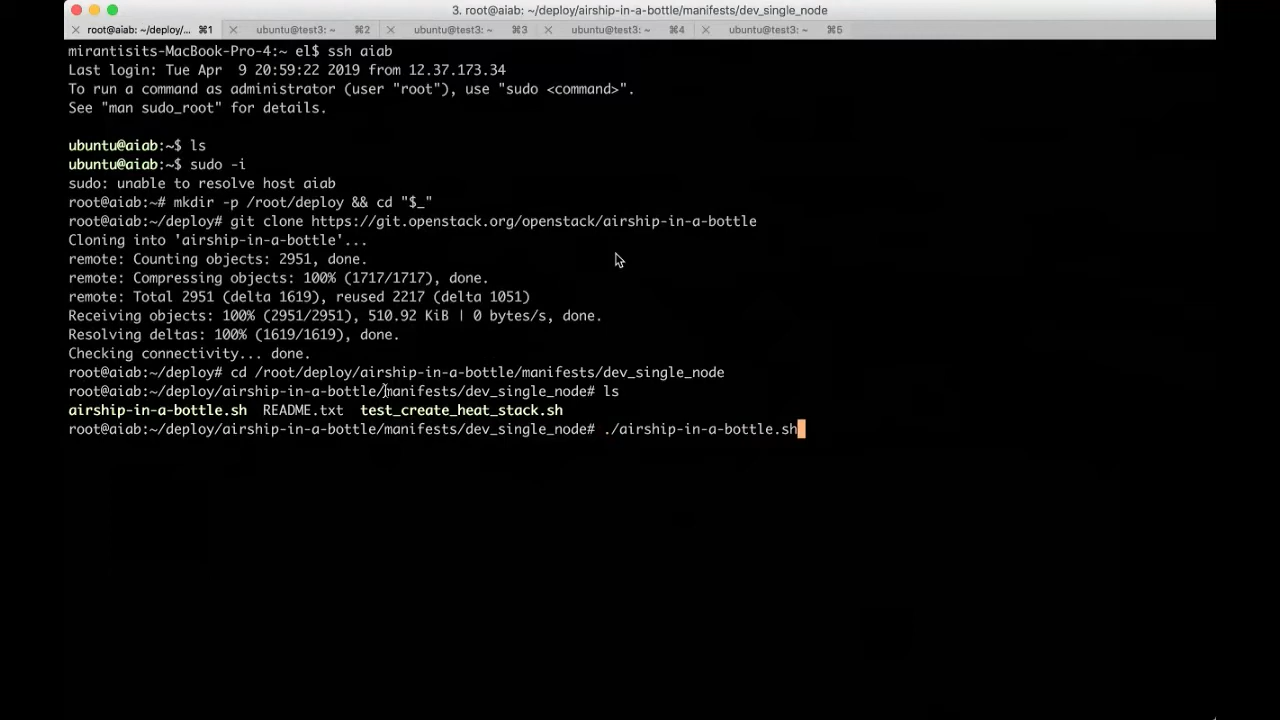 3. root@aiab: ~/deploy/airship-in-a-bottle/manifests/dev_single_node
root@aiab: ~/deploy/... ⌘1 ubuntu@test3: ~ ⌘2 ubuntu@test3: ~ ⌘3 ubuntu@test3: ~ ⌘4 ubuntu@test3: ~ ⌘5
mirantisits-MacBook-Pro-4:~ el$ ssh aiab
Last login: Tue Apr  9 20:59:22 2019 from 12.37.173.34
To run a command as administrator (user "root"), use "sudo <command>".
See "man sudo_root" for details.
ubuntu@aiab:~$ ls
ubuntu@aiab:~$ sudo -i
sudo: unable to resolve host aiab
root@aiab:~# mkdir -p /root/deploy && cd "$_"
root@aiab:~/deploy# git clone https://git.openstack.org/openstack/airship-in-a-bottle
Cloning into 'airship-in-a-bottle'...
remote: Counting objects: 2951, done.
remote: Compressing objects: 100% (1717/1717), done.
remote: Total 2951 (delta 1619), reused 2217 (delta 1051)
Receiving objects: 100% (2951/2951), 510.92 KiB | 0 bytes/s, done.
Resolving deltas: 100% (1619/1619), done.
Checking connectivity... done.
root@aiab:~/deploy# cd /root/deploy/airship-in-a-bottle/manifests/dev_single_node
root@aiab:~/deploy/airship-in-a-bottle/manifests/dev_single_node# ls
airship-in-a-bottle.sh  README.txt  test_create_heat_stack.sh
root@aiab:~/deploy/airship-in-a-bottle/manifests/dev_single_node# ./airship-in-a-bottle.sh